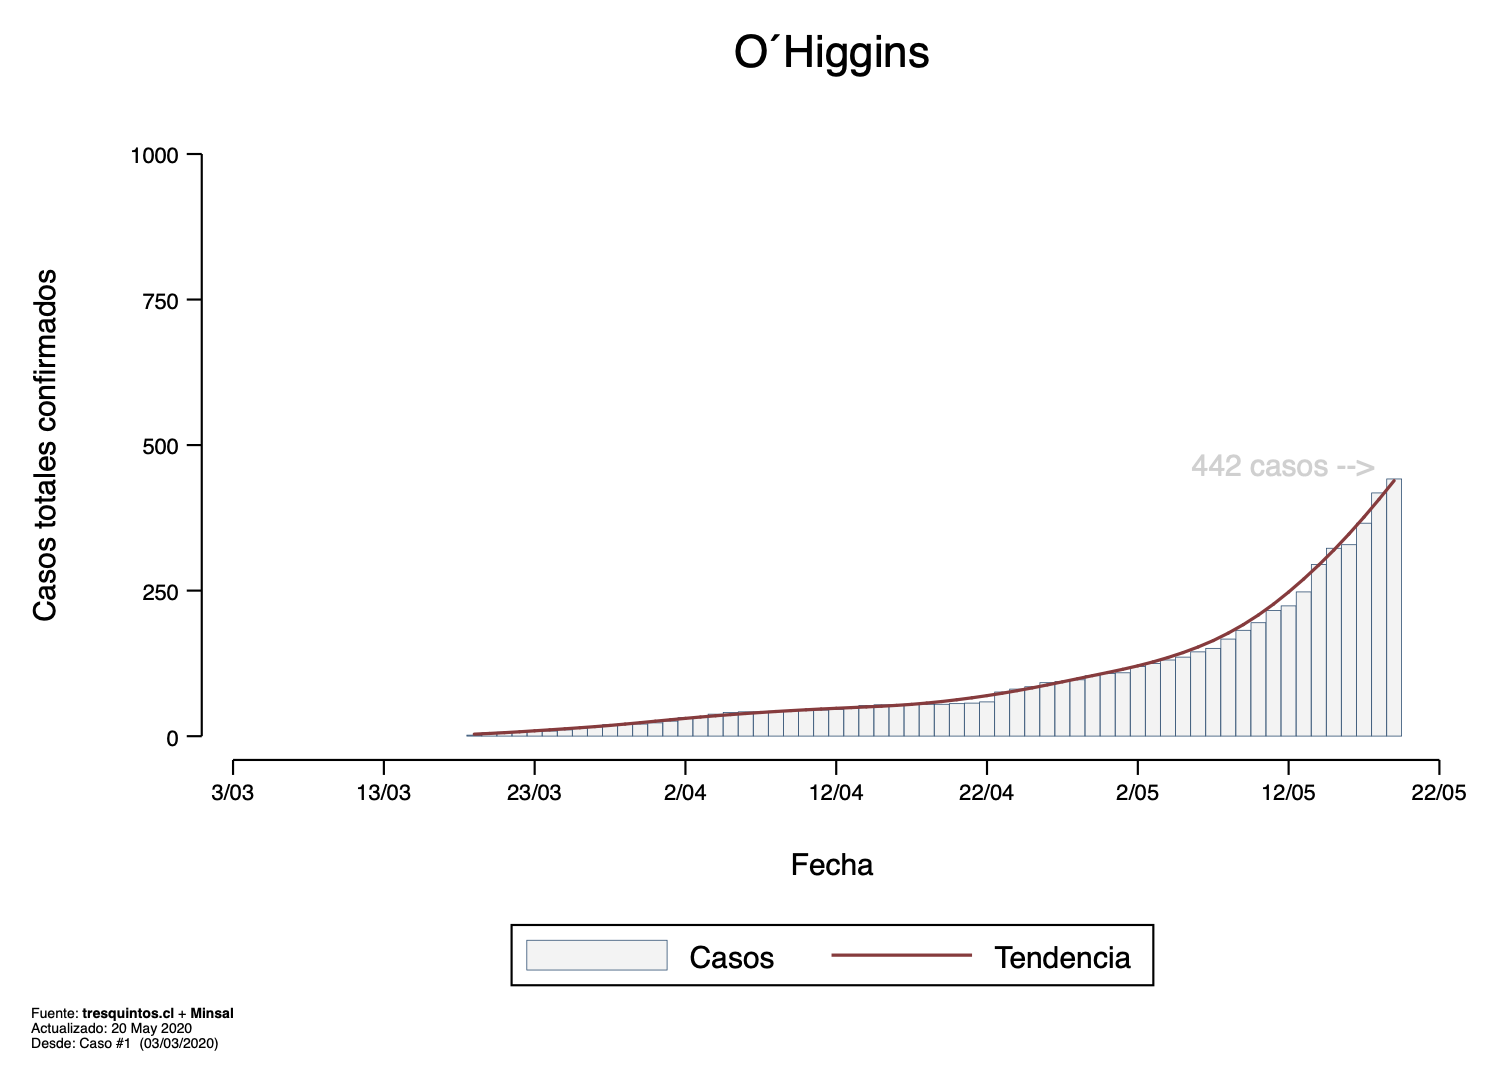 O´Higgins
Casos totales confirmados
1000
750
500
250
0
442 casos -->
3/03 13/03 23/03 2/04 12/04 22/04 2/05 12/05 22/05
Fecha
Casos Tendencia
Fuente: tresquintos.cl + Minsal
Actualizado: 20 May 2020
Desde: Caso #1 (03/03/2020)